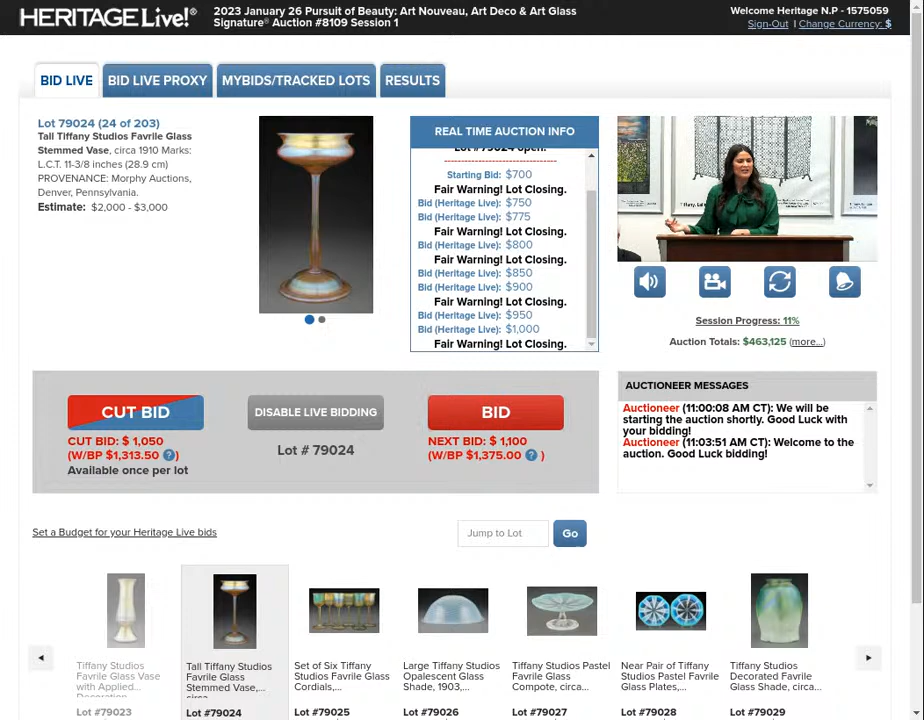 HERITAGE Live!®
2023 January 26 Pursuit of Beauty: Art Nouveau, Art Deco & Art Glass
Signature® Auction #8109 Session 1
Welcome Heritage N.P - 1575059
Sign-Out | Change Currency: $
BID LIVE
BID LIVE PROXY
MYBIDS/TRACKED LOTS
RESULTS
Lot 79024 (24 of 203)
Tall Tiffany Studios Favrile Glass
Stemmed Vase, circa 1910 Marks:
L.C.T. 11-3/8 inches (28.9 cm)
PROVENANCE: Morphy Auctions,
Denver, Pennsylvania.
Estimate: $2,000 - $3,000
REAL TIME AUCTION INFO
Lot #79024 open.
--------------------------------
Starting Bid: $700
Fair Warning! Lot Closing.
Bid (Heritage Live): $750
Bid (Heritage Live): $775
Fair Warning! Lot Closing.
Bid (Heritage Live): $800
Fair Warning! Lot Closing.
Bid (Heritage Live): $850
Bid (Heritage Live): $900
Fair Warning! Lot Closing.
Bid (Heritage Live): $950
Bid (Heritage Live): $1,000
Fair Warning! Lot Closing.
Session Progress: 11%
Auction Totals: $463,125 (more...)
CUT BID
CUT BID: $ 1,050
(W/BP $1,313.50 ? )
Available once per lot
DISABLE LIVE BIDDING
Lot # 79024
BID
NEXT BID: $ 1,100
(W/BP $1,375.00 ? )
AUCTIONEER MESSAGES
Auctioneer (11:00:08 AM CT): We will be
starting the auction shortly. Good Luck with
your bidding!
Auctioneer (11:03:51 AM CT): Welcome to the
auction. Good Luck bidding!
Set a Budget for your Heritage Live bids
Jump to Lot
Go
Tiffany Studios
Favrile Glass Vase
with Applied
Decoration,
Lot #79023
Tall Tiffany Studios
Favrile Glass
Stemmed Vase,...
circa
Lot #79024
Set of Six Tiffany
Studios Favrile Glass
Cordials,...
Lot #79025
Large Tiffany Studios
Opalescent Glass
Shade, 1903,...
Lot #79026
Tiffany Studios Pastel
Favrile Glass
Compote, circa...
Lot #79027
Near Pair of Tiffany
Studios Pastel Favrile
Glass Plates,...
Lot #79028
Tiffany Studios
Decorated Favrile
Glass Shade, circa...
Lot #79029